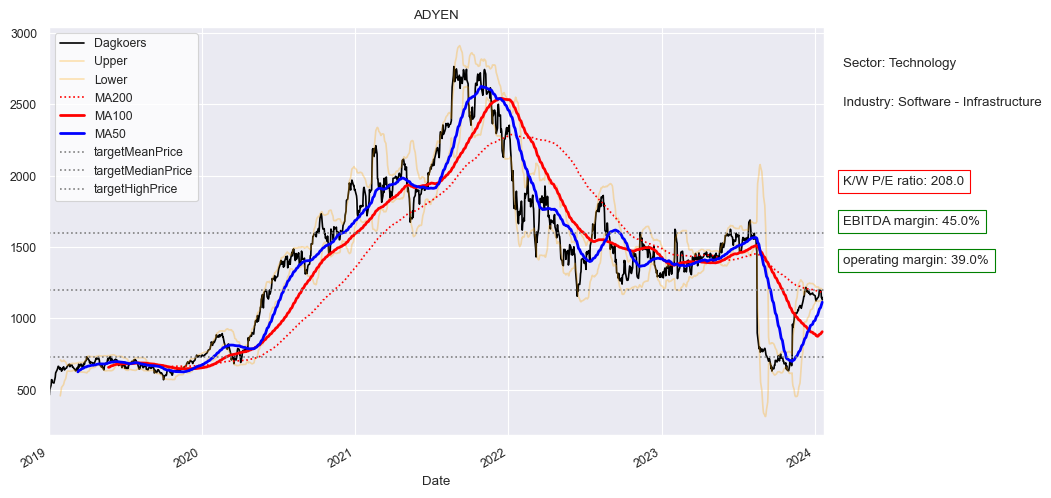 ADYEN
3000
2500
2000
1500
1000
500
Dagkoers
Upper
Lower
MA200
MA100
MA50
targetMeanPrice
targetMedianPrice
targetHighPrice
2019
2020
2021
2022
2023
2024
Date
Sector: Technology
Industry: Software - Infrastructure
K/W P/E ratio: 208.0
EBITDA margin: 45.0%
operating margin: 39.0%